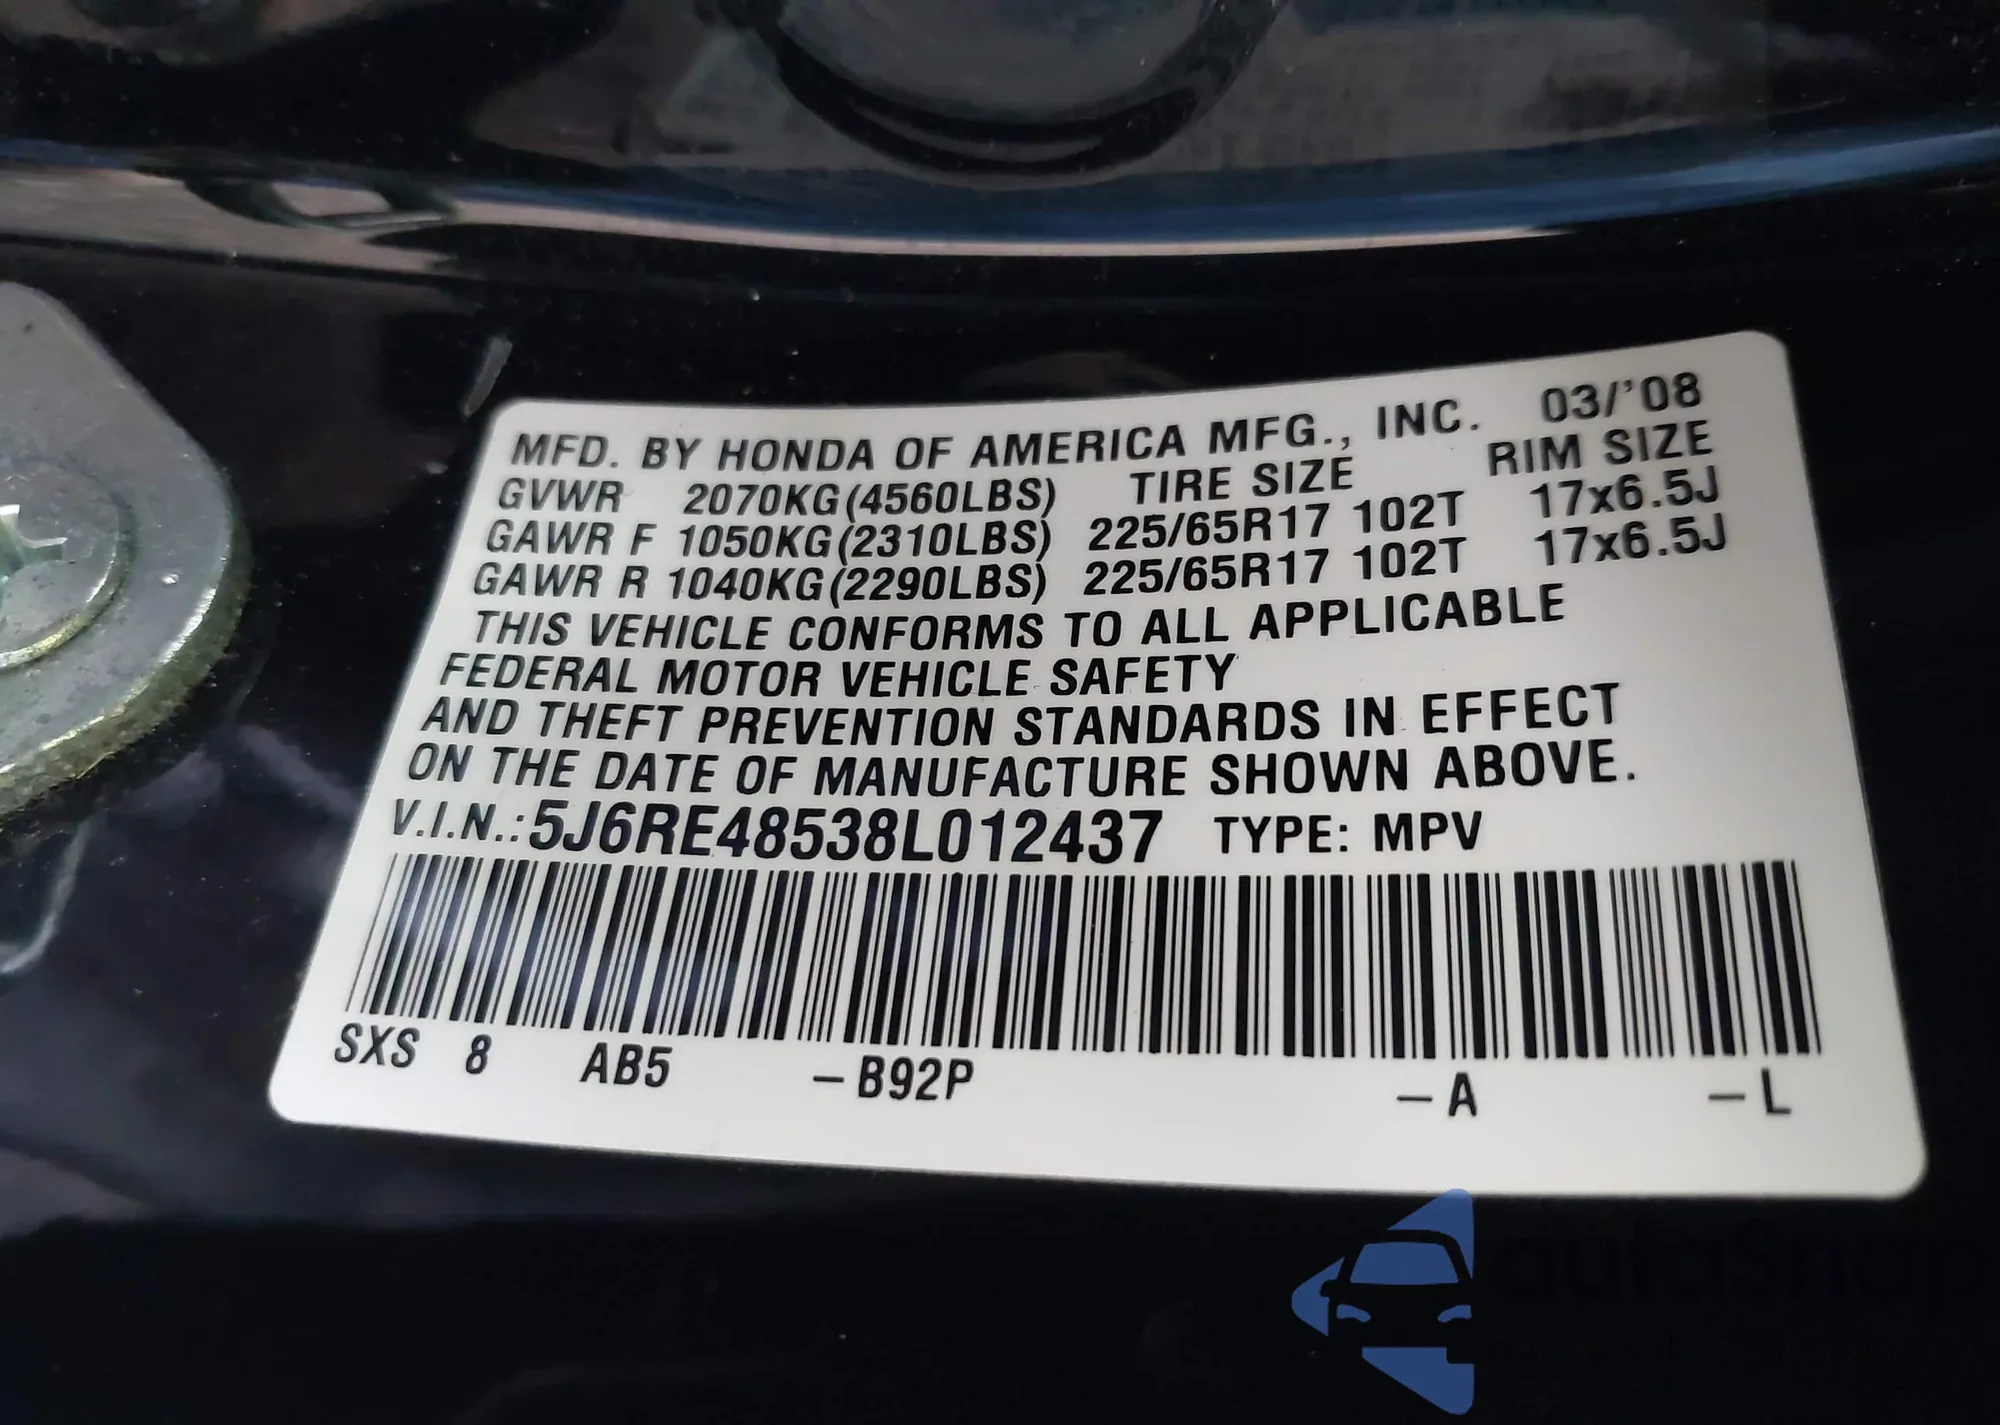 MFD. BY HONDA OF AMERICA MFG., INC. 03/'08
GVWR 2070KG(4560LBS) TIRE SIZE RIM SIZE
GAWR F 1050KG(2310LBS) 225/65R17 102T 17x6.5J
GAWR R 1040KG(2290LBS) 225/65R17 102T 17x6.5J
THIS VEHICLE CONFORMS TO ALL APPLICABLE
FEDERAL MOTOR VEHICLE SAFETY
AND THEFT PREVENTION STANDARDS IN EFFECT
ON THE DATE OF MANUFACTURE SHOWN ABOVE.
V.I.N.:5J6RE48538L012437 TYPE: MPV
SXS 8 AB5 -B92P -A -L
autoSnap